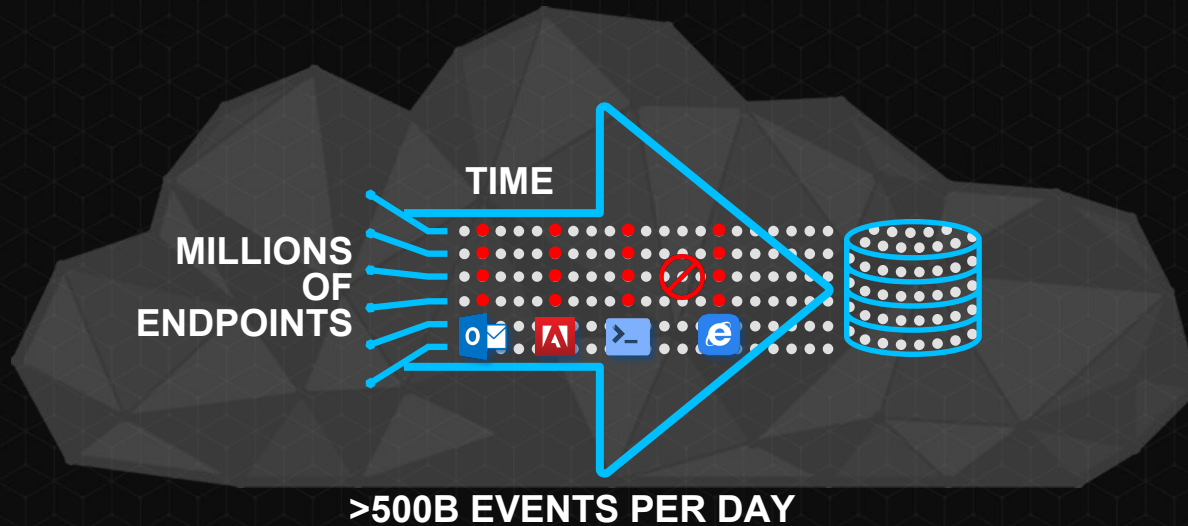 TIME
MILLIONS
OF
ENDPOINTS
>500B EVENTS PER DAY